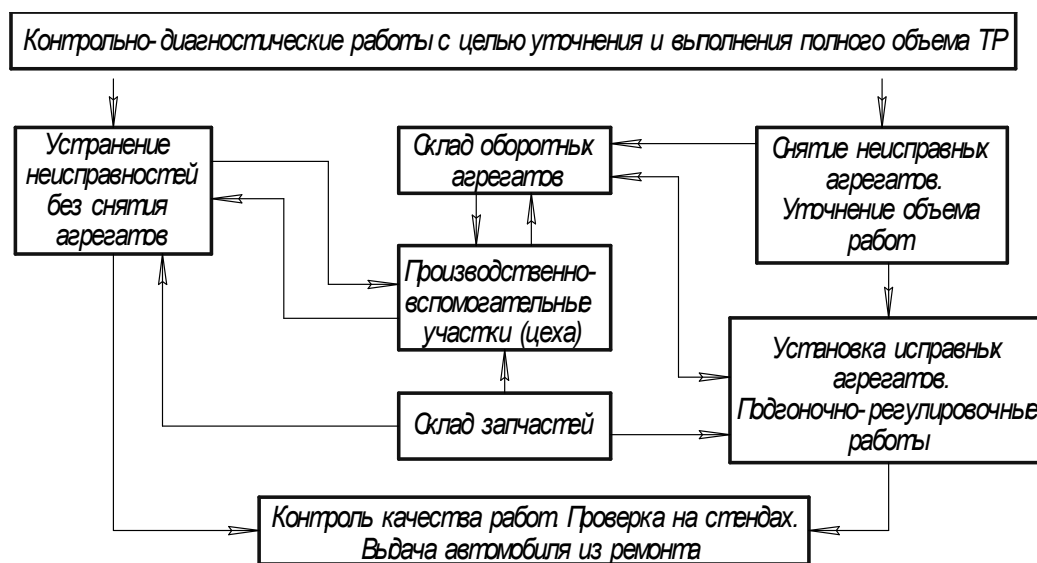 Контрольно-диагностические работы с целью уточнения и выполнения полного объема ТР
Устранение
неисправностей
без снятия
агрегатов
Склад оборотных
агрегатов
Снятие неисправных
агрегатов.
Уточнение объема
работ
Производственно-
вспомогательные
участки (цеха)
Установка исправных
агрегатов.
Подгоночно-регулировочные
работы
Склад запчастей
Контроль качества работ. Проверка на стендах.
Выдача автомобиля из ремонта